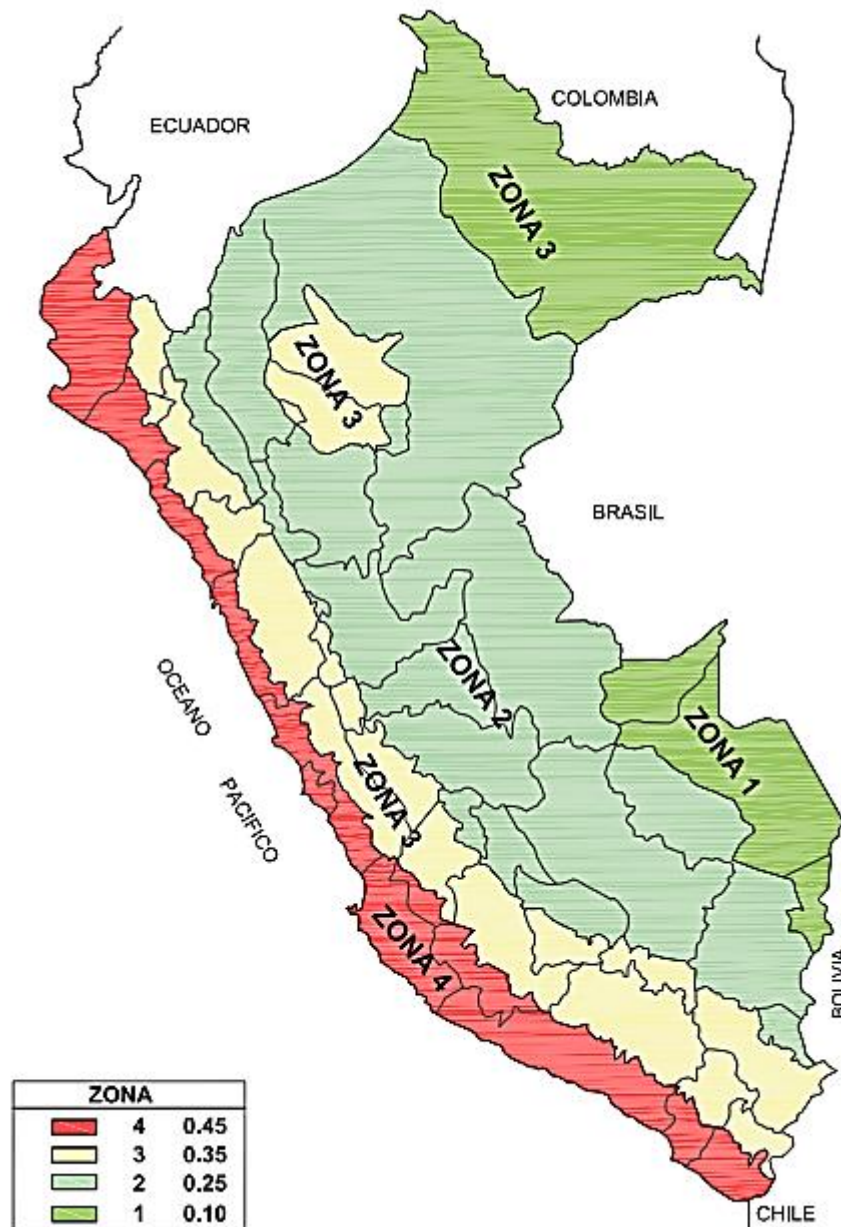 COLOMBIA
ECUADOR
ZONA 3
ZONA 3
BRASIL
ZONA 2
OCEANO
PACIFICO
ZONA 1
ZONA 3
ZONA 4
BOLIVIA
ZONA
4 0.45
3 0.35
2 0.25
1 0.10
CHILE